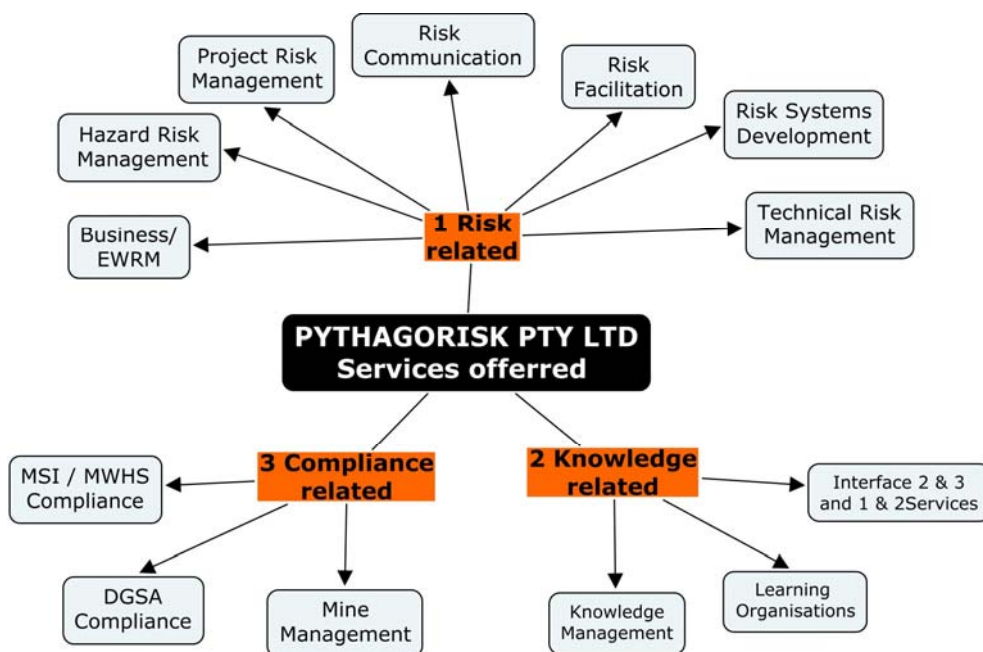 Risk
Communication
Project Risk
Management
Risk
Facilitation
Hazard Risk
Management
Risk Systems
Development
Business/
EWRM
1 Risk
related
Technical Risk
Management
PYTHAGORISK PTY LTD
Services offerred
3 Compliance
related
2 Knowledge
related
MSI / MWHS
Compliance
Interface 2 & 3
and 1 & 2Services
DGSA
Compliance
Mine
Management
Knowledge
Management
Learning
Organisations